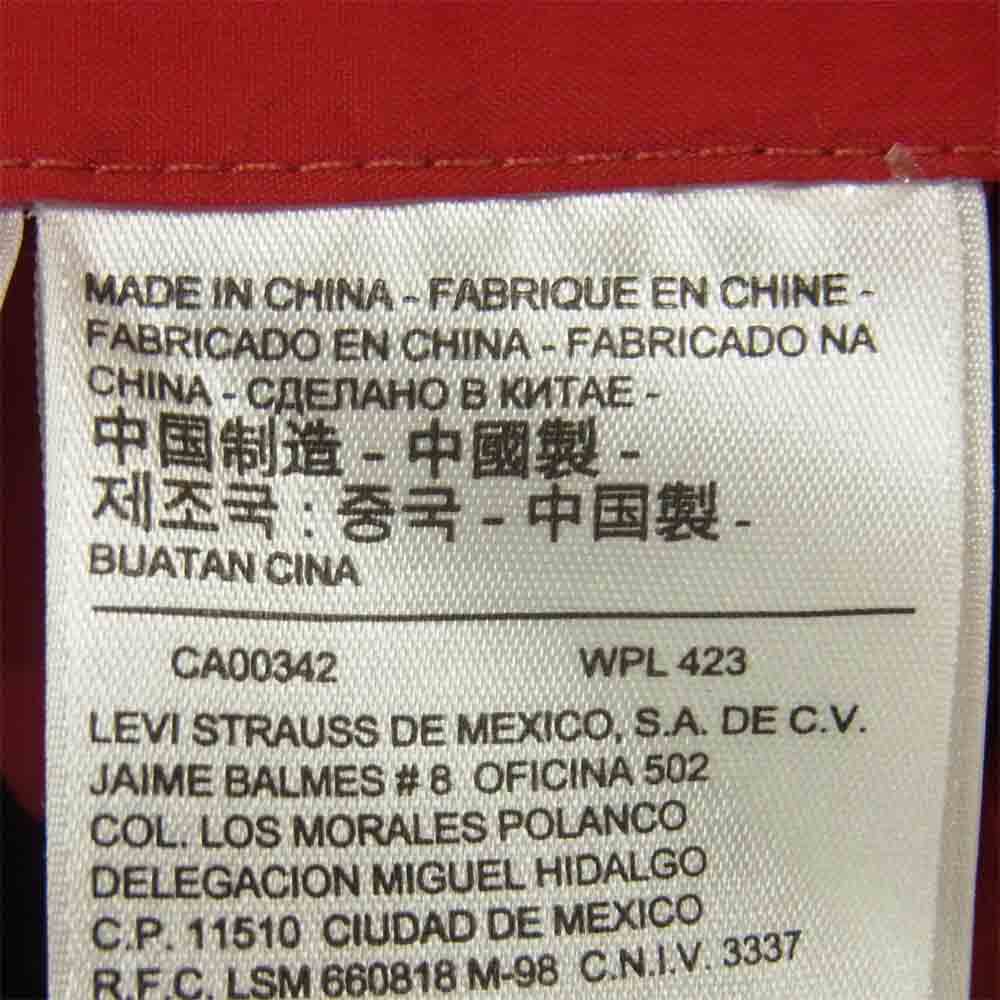 MADE IN CHINA - FABRIQUE EN CHINE -
FABRICADO EN CHINA - FABRICADO NA
CHINA - СДЕЛАНО В КИТАЕ -
中国制造 - 中國製 -
제조국 : 중국 - 中国製 -
BUATAN CINA
CA00342 WPL 423
LEVI STRAUSS DE MEXICO, S.A. DE C.V.
JAIME BALMES # 8 OFICINA 502
COL. LOS MORALES POLANCO
DELEGACION MIGUEL HIDALGO
C.P. 11510 CIUDAD DE MEXICO
R.F.C. LSM 660818 M-98 C.N.I.V. 3337